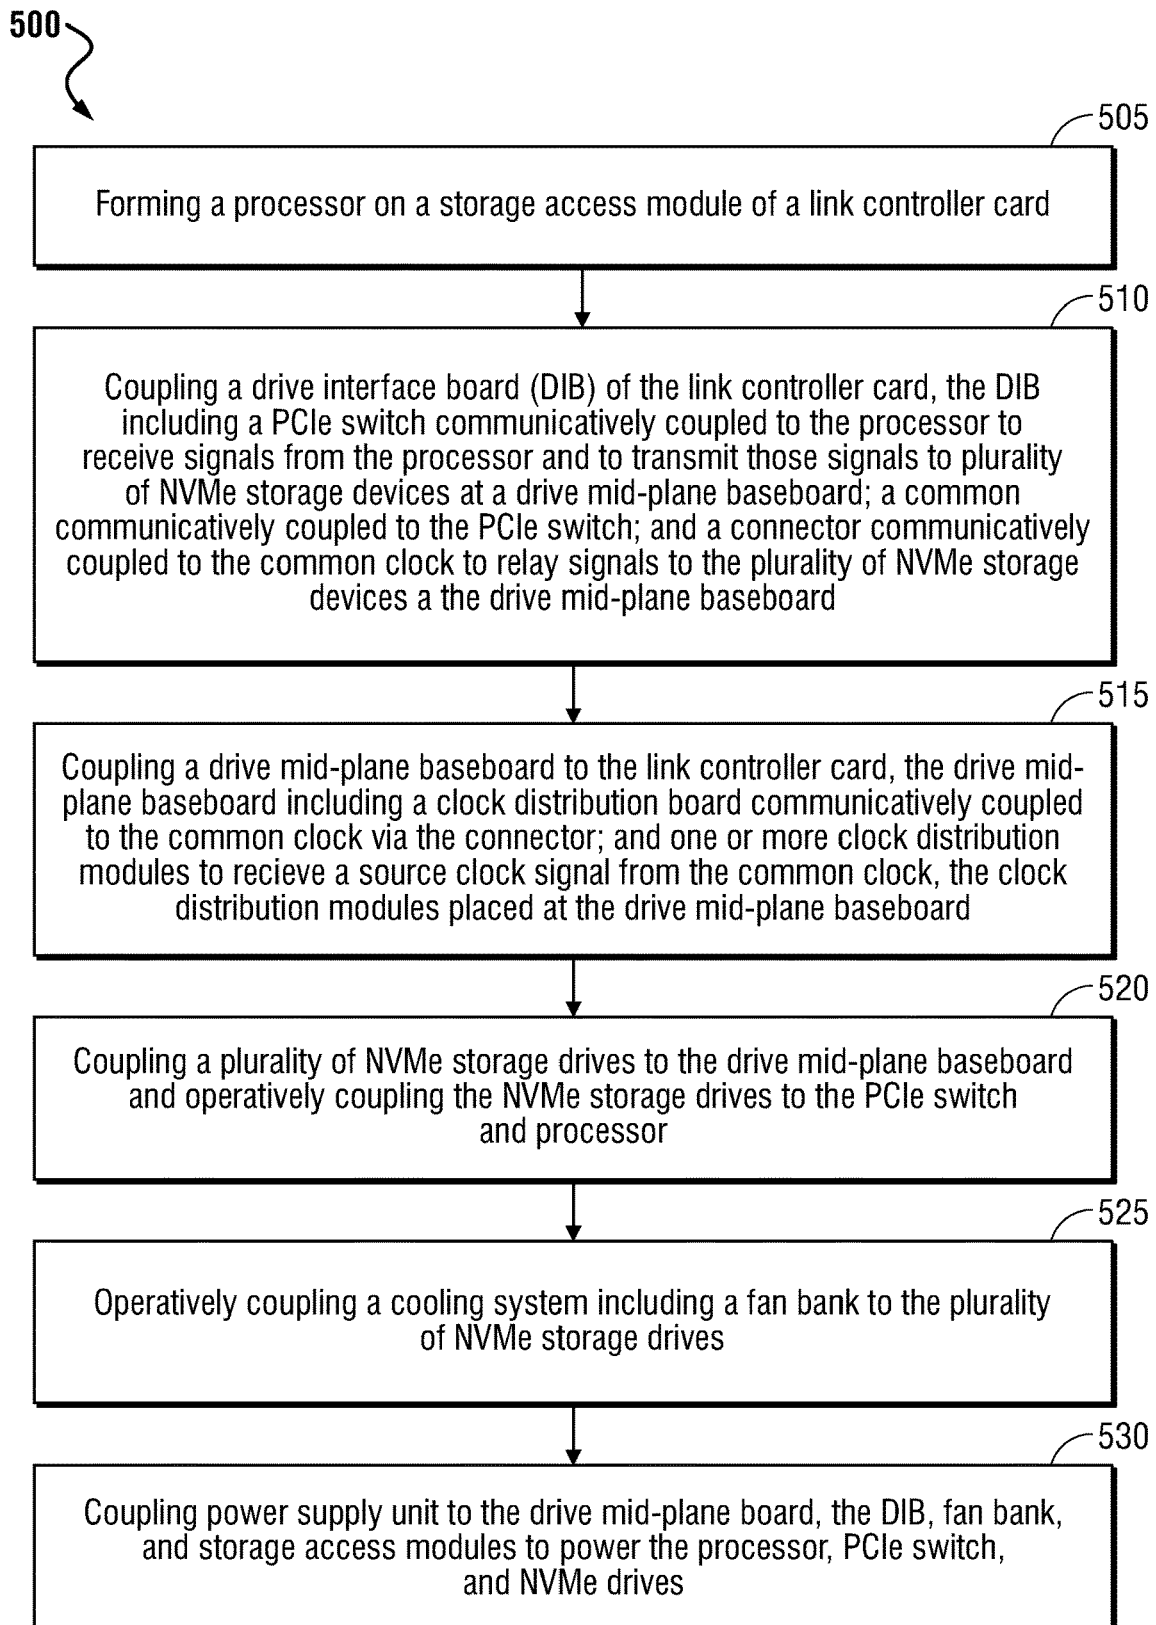 500
505
Forming a processor on a storage access module of a link controller card
510
Coupling a drive interface board (DIB) of the link controller card, the DIB
including a PCIe switch communicatively coupled to the processor to
receive signals from the processor and to transmit those signals to plurality
of NVMe storage devices at a drive mid-plane baseboard; a common
communicatively coupled to the PCIe switch; and a connector communicatively
coupled to the common clock to relay signals to the plurality of NVMe storage
devices a the drive mid-plane baseboard
515
Coupling a drive mid-plane baseboard to the link controller card, the drive mid-
plane baseboard including a clock distribution board communicatively coupled
to the common clock via the connector; and one or more clock distribution
modules to recieve a source clock signal from the common clock, the clock
distribution modules placed at the drive mid-plane baseboard
520
Coupling a plurality of NVMe storage drives to the drive mid-plane baseboard
and operatively coupling the NVMe storage drives to the PCIe switch
and processor
525
Operatively coupling a cooling system including a fan bank to the plurality
of NVMe storage drives
530
Coupling power supply unit to the drive mid-plane board, the DIB, fan bank,
and storage access modules to power the processor, PCIe switch,
and NVMe drives